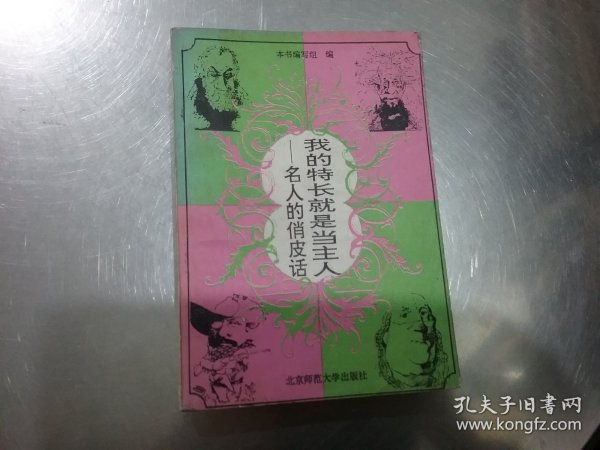 本书编写组 编
我的特长就是当主人
——名人的俏皮话
北京师范大学出版社
孔夫子旧书网
www.kongfz.com